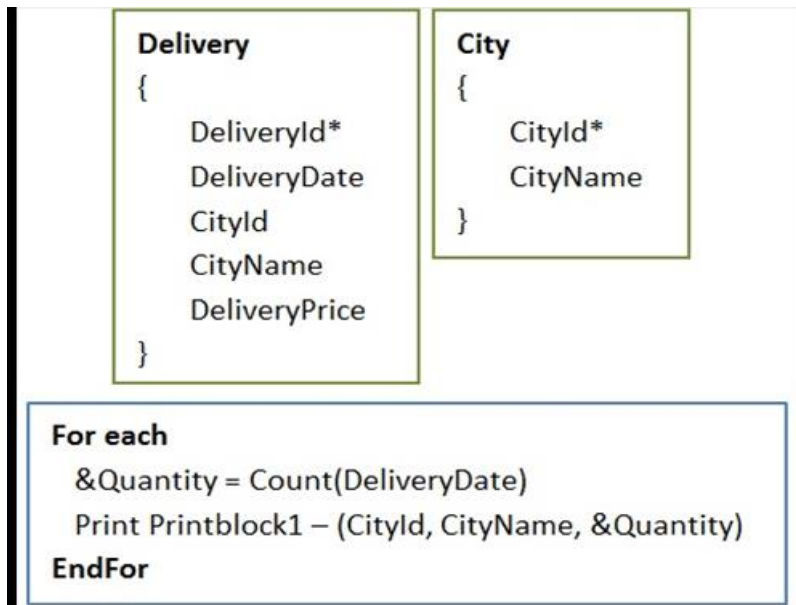 Delivery
{
DeliveryId*
DeliveryDate
CityId
CityName
DeliveryPrice
}
City
{
CityId*
CityName
}
For each
&Quantity = Count(DeliveryDate)
Print Printblock1 – (CityId, CityName, &Quantity)
EndFor